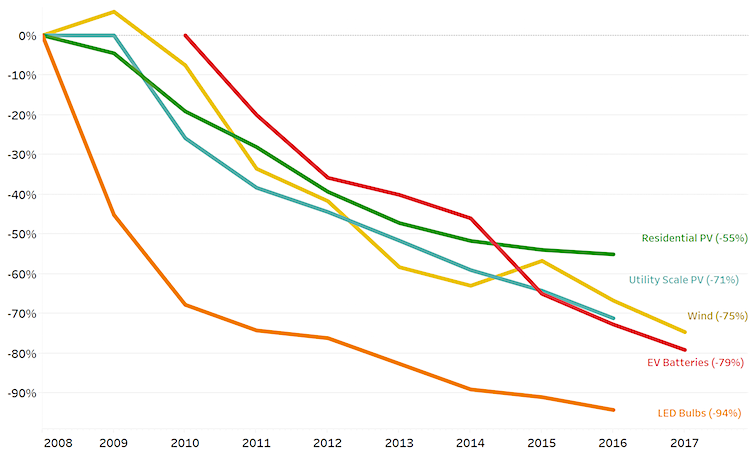 0%
-10%
-20%
-30%
-40%
-50%
-60%
-70%
-80%
-90%
Residential PV (-55%)
Utility Scale PV (-71%)
Wind (-75%)
EV Batteries (-79%)
LED Bulbs (-94%)
2008 2009 2010 2011 2012 2013 2014 2015 2016 2017